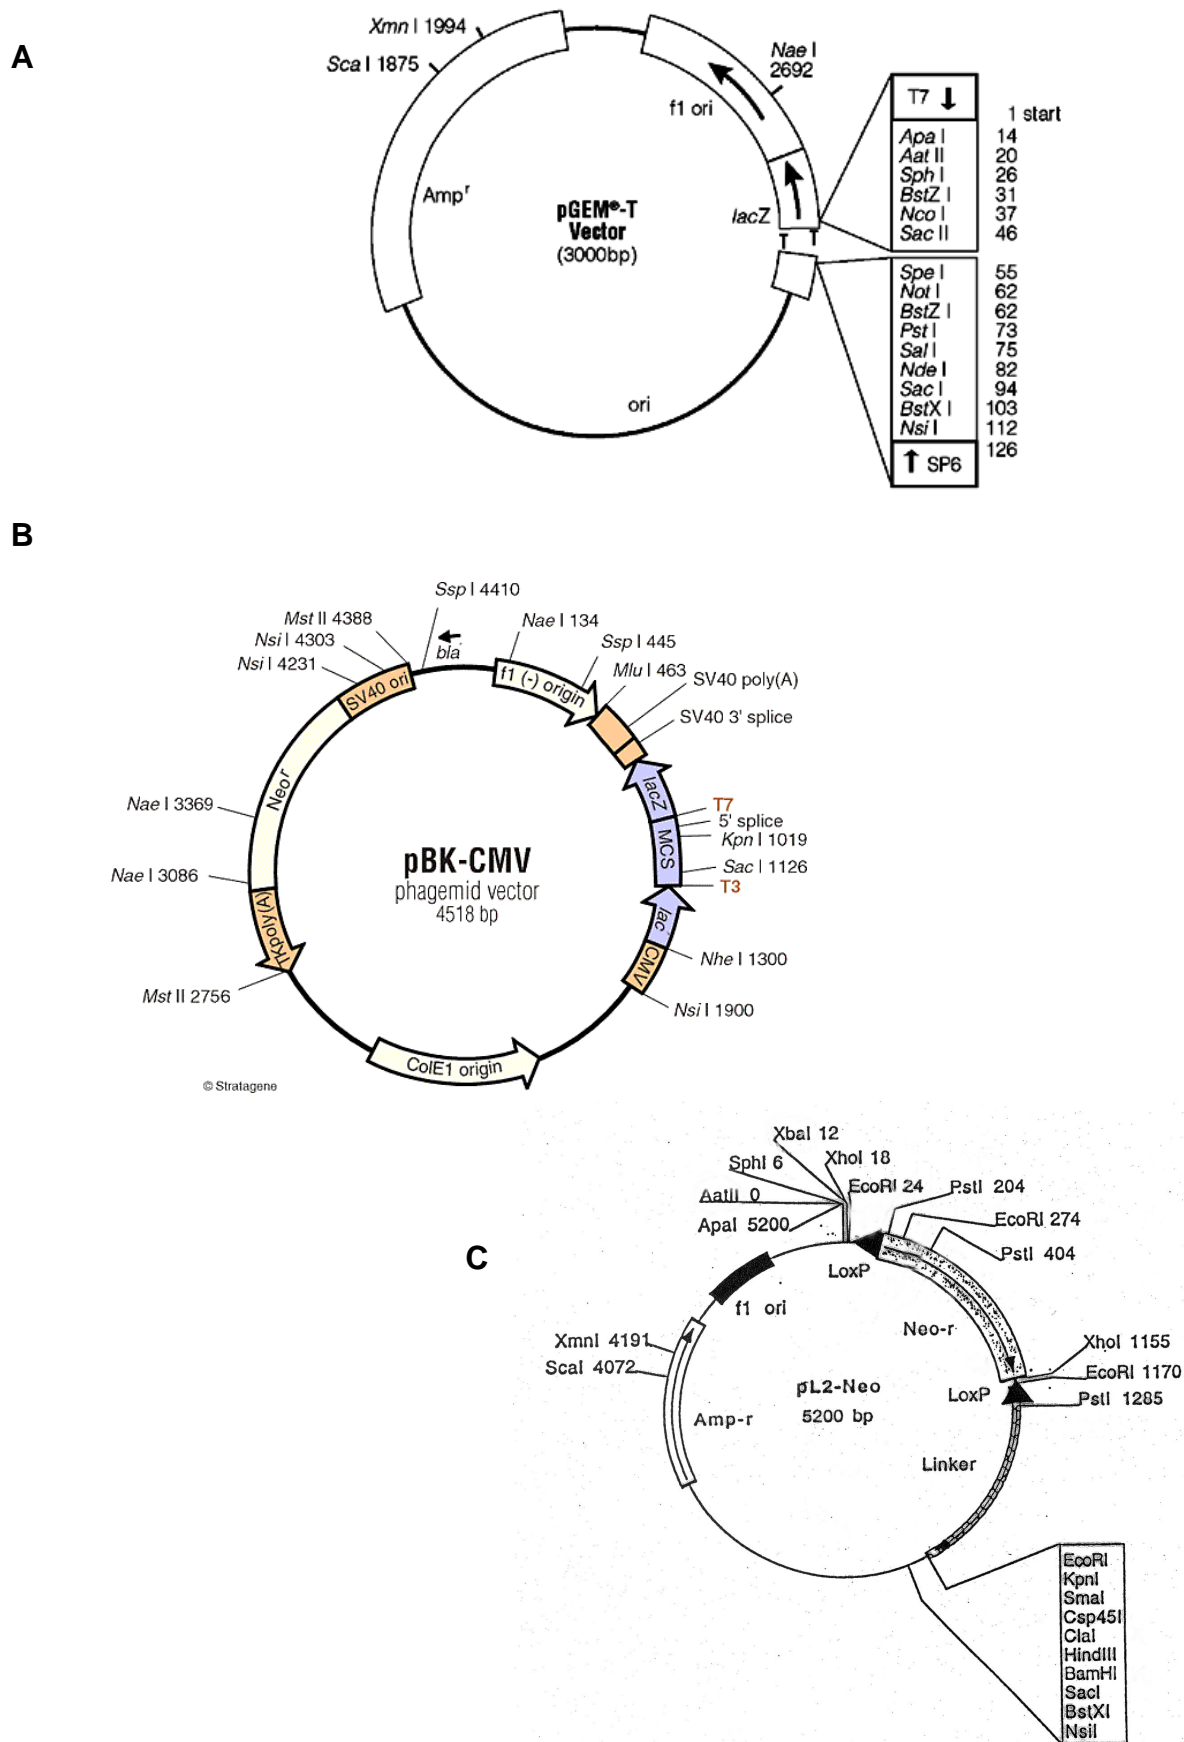 A
Xmn I 1994
Sca I 1875
Nae I
2692
f1 ori
Ampʳ
lacZ
T T
pGEM®-T
Vector
(3000bp)
ori
T7 ↓
1 start
Apa I 14
Aat II 20
Sph I 26
BstZ I 31
Nco I 37
Sac II 46
Spe I 55
Not I 62
BstZ I 62
Pst I 73
Sal I 75
Nde I 82
Sac I 94
BstX I 103
Nsi I 112
126
↑ SP6
B
Ssp I 4410
Mst II 4388
Nsi I 4303
Nsi I 4231
bla
Nae I 134
Ssp I 445
Mlu I 463
SV40 poly(A)
SV40 3' splice
SV40 ori
f1 (-) origin
Neoʳ
lacZ
T7
5' splice
Kpn I 1019
MCS
Sac I 1126
T3
lac'
Nhe I 1300
CMV
Nsi I 1900
Nae I 3369
Nae I 3086
TKpoly(A)
Mst II 2756
pBK-CMV
phagemid vector
4518 bp
ColE1 origin
© Stratagene
C
XbaI 12
SphI 6
XhoI 18
AatII 0
EcoRI 24
PstI 204
ApaI 5200
EcoRI 274
PstI 404
LoxP
f1 ori
Neo-r
XmnI 4191
ScaI 4072
XhoI 1155
EcoRI 1170
LoxP
PstI 1285
pL2-Neo
5200 bp
Amp-r
Linker
EcoRI
KpnI
SmaI
Csp45I
ClaI
HindIII
BamHI
SacI
BstXI
NsiI